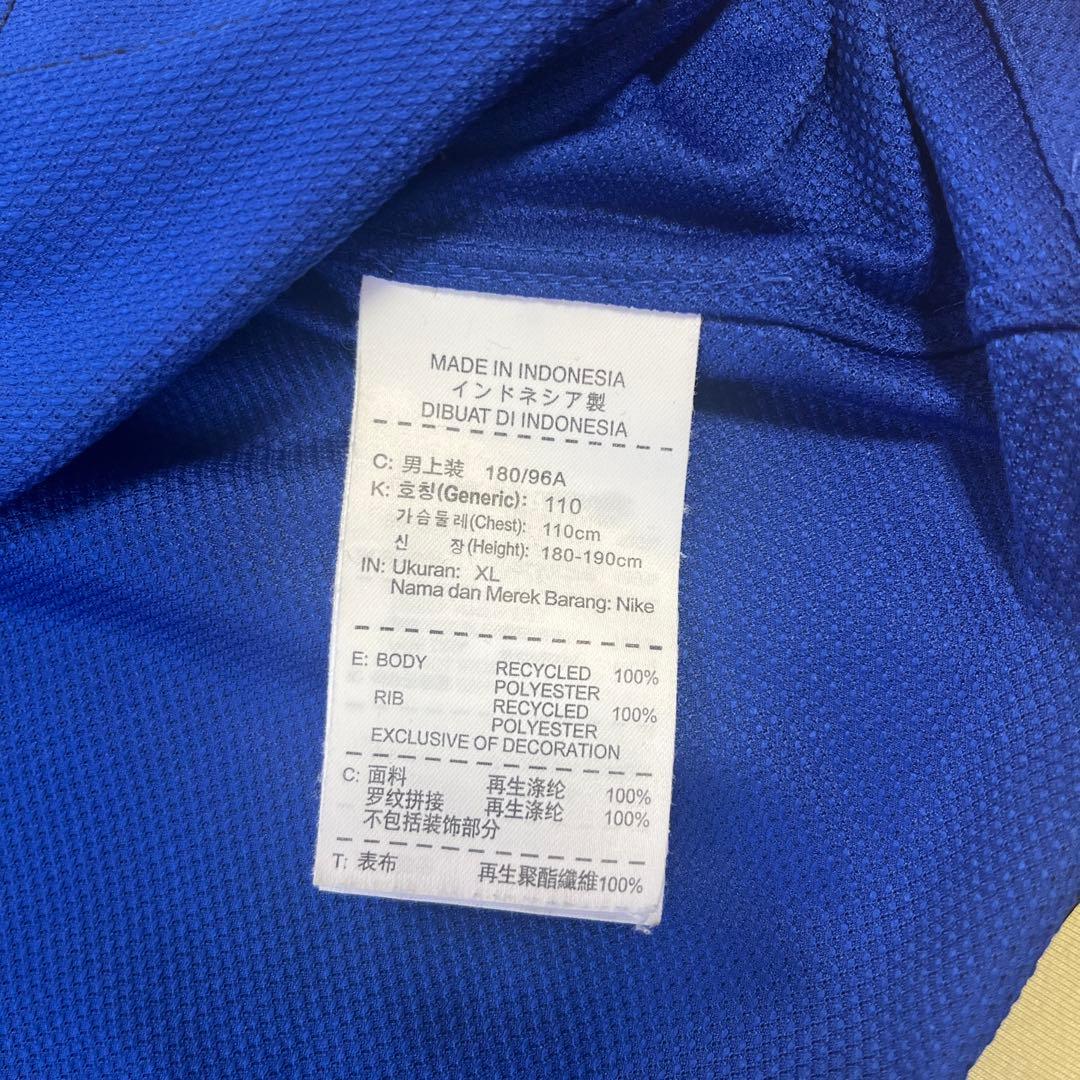 MADE IN INDONESIA
インドネシア製
DIBUAT DI INDONESIA
C: 男上装 180/96A
K: 호칭(Generic): 110
가슴둘레(Chest): 110cm
신 장(Height): 180-190cm
IN: Ukuran: XL
Nama dan Merek Barang: Nike
E: BODY RECYCLED 100%
POLYESTER
RIB RECYCLED 100%
POLYESTER
EXCLUSIVE OF DECORATION
C: 面料 再生涤纶 100%
罗纹拼接 再生涤纶 100%
不包括装饰部分
T: 表布 再生聚酯纖維100%